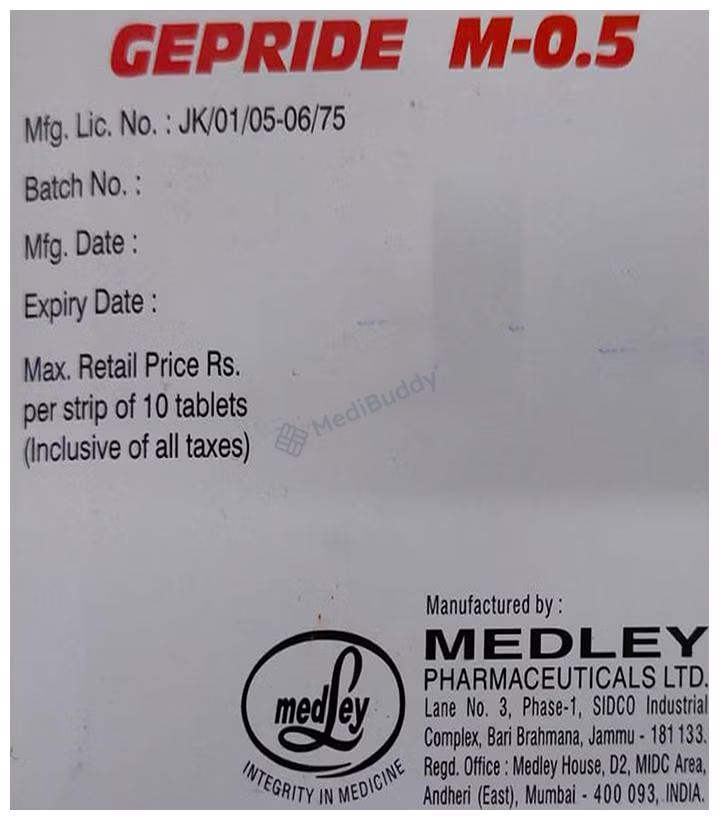 GEPRIDE M-0.5
Mfg. Lic. No. : JK/01/05-06/75
Batch No. :
Mfg. Date :
Expiry Date :
Max. Retail Price Rs.
per strip of 10 tablets
(Inclusive of all taxes)
MediBuddy
Manufactured by :
MEDLEY
PHARMACEUTICALS LTD.
Lane No. 3, Phase-1, SIDCO Industrial
Complex, Bari Brahmana, Jammu - 181 133.
Regd. Office : Medley House, D2, MIDC Area,
Andheri (East), Mumbai - 400 093, INDIA.
medley
INTEGRITY IN MEDICINE